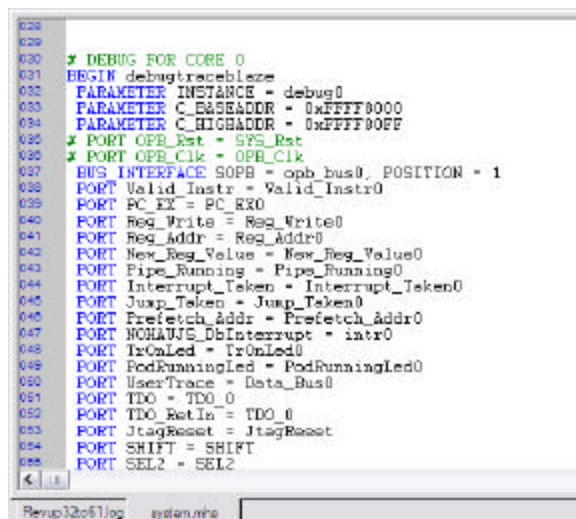 028
029
030 # DEBUG FOR CORE 0
031 BEGIN debugtraceblaze
032 PARAMETER INSTANCE = debug0
033 PARAMETER C_BASEADDR = 0xFFFF8000
034 PARAMETER C_HIGHADDR = 0xFFFF80FF
035 # PORT OPB_Rst = SYS_Rst
036 # PORT OPB_Clk = OPB_Clk
037 BUS_INTERFACE SOPB = opb_bus0, POSITION = 1
038 PORT Valid_Instr = Valid_Instr0
039 PORT PC_EX = PC_EX0
040 PORT Reg_Write = Reg_Write0
041 PORT Reg_Addr = Reg_Addr0
042 PORT New_Reg_Value = New_Reg_Value0
043 PORT Pipe_Running = Pipe_Running0
044 PORT Interrupt_Taken = Interrupt_Taken0
045 PORT Jump_Taken = Jump_Taken0
046 PORT Prefetch_Addr = Prefetch_Addr0
047 PORT NOHAUJS_DbInterrupt = intr0
048 PORT TrOnLed = TrOnLed0
049 PORT PodRunningLed = PodRunningLed0
050 PORT UserTrace = Data_Bus0
051 PORT TDO = TDO_0
052 PORT TDO_RetIn = TDO_0
053 PORT JtagReset = JtagReset
054 PORT SHIFT = SHIFT
055 PORT SEL2 = SEL2
Revup32to61.log system.mhs